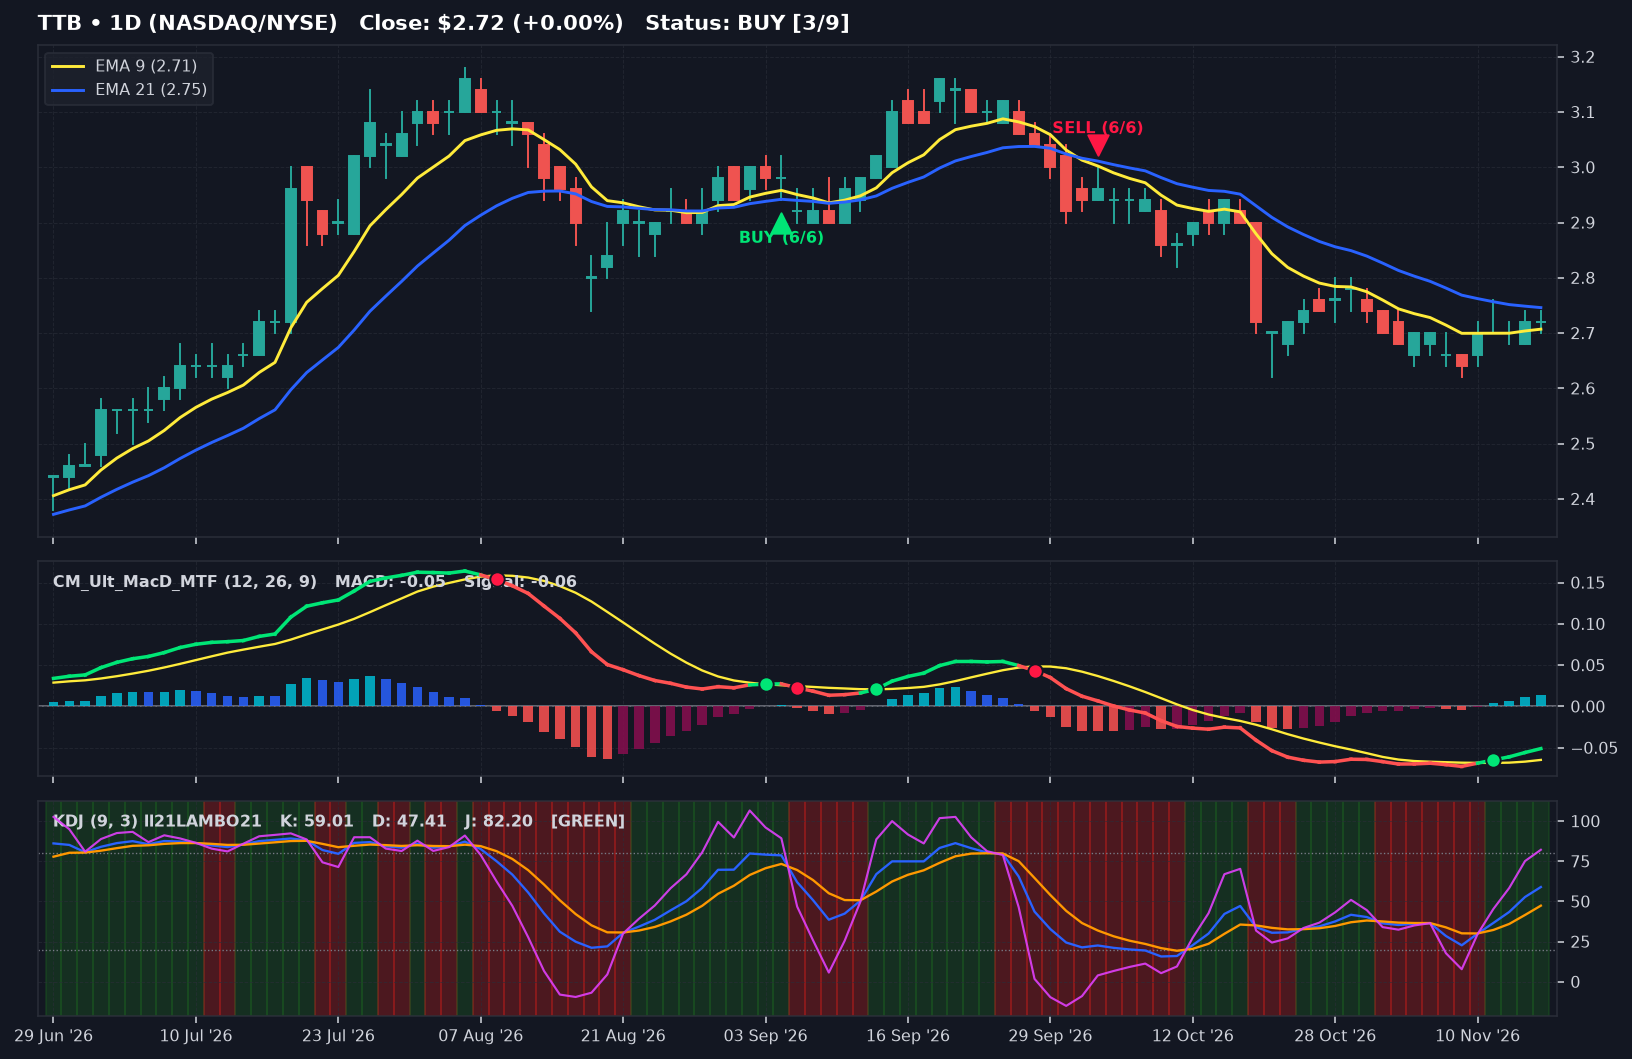 TTB • 1D (NASDAQ/NYSE)   Close: $2.72 (+0.00%)   Status: BUY [3/9]
EMA 9 (2.71)
EMA 21 (2.75)
3.2
3.1
3.0
2.9
2.8
2.7
2.6
2.5
2.4
SELL (6/6)
BUY (6/6)
CM_Ult_MacD_MTF (12, 26, 9)   MACD: -0.05   Signal: -0.06
0.15
0.10
0.05
0.00
−0.05
KDJ (9, 3) II21LAMBO21   K: 59.01   D: 47.41   J: 82.20   [GREEN]
100
75
50
25
0
29 Jun '26
10 Jul '26
23 Jul '26
07 Aug '26
21 Aug '26
03 Sep '26
16 Sep '26
29 Sep '26
12 Oct '26
28 Oct '26
10 Nov '26